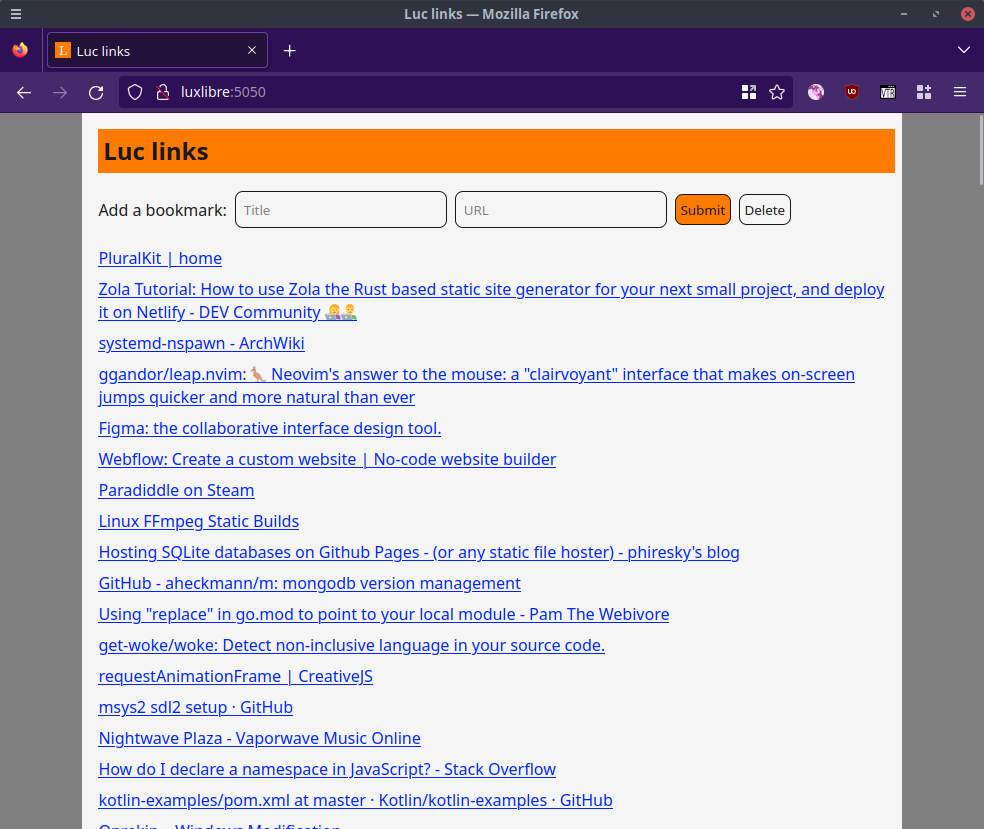 Luc links — Mozilla Firefox
L Luc links
luxlibre:5050
UD
VTR
Luc links
Add a bookmark: Title URL Submit Delete
PluralKit | home
Zola Tutorial: How to use Zola the Rust based static site generator for your next small project, and deploy
it on Netlify - DEV Community 👩‍💻👨‍💻
systemd-nspawn - ArchWiki
ggandor/leap.nvim: 🦘 Neovim's answer to the mouse: a "clairvoyant" interface that makes on-screen
jumps quicker and more natural than ever
Figma: the collaborative interface design tool.
Webflow: Create a custom website | No-code website builder
Paradiddle on Steam
Linux FFmpeg Static Builds
Hosting SQLite databases on Github Pages - (or any static file hoster) - phiresky's blog
GitHub - aheckmann/m: mongodb version management
Using "replace" in go.mod to point to your local module - Pam The Webivore
get-woke/woke: Detect non-inclusive language in your source code.
requestAnimationFrame | CreativeJS
msys2 sdl2 setup · GitHub
Nightwave Plaza - Vaporwave Music Online
How do I declare a namespace in JavaScript? - Stack Overflow
kotlin-examples/pom.xml at master · Kotlin/kotlin-examples · GitHub